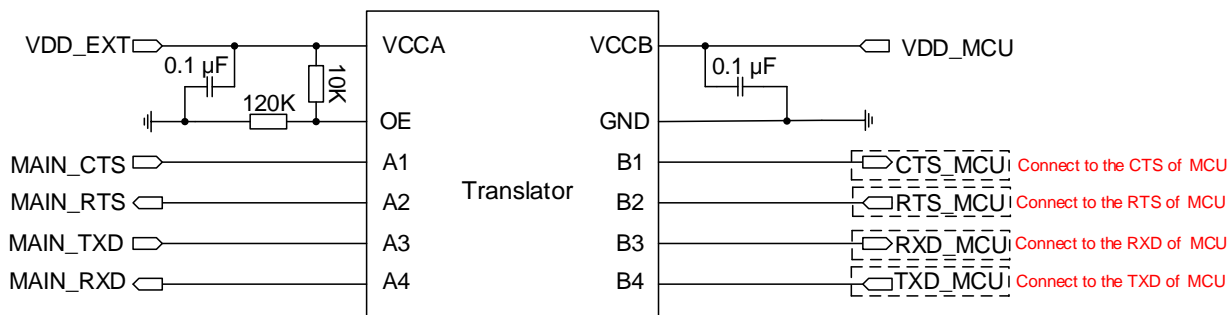 VDD_EXT
VCCA
VCCB
VDD_MCU
0.1 µF
10K
0.1 µF
120K
OE
GND
MAIN_CTS
A1
B1
CTS_MCU
Connect to the CTS of MCU
MAIN_RTS
A2
Translator
B2
RTS_MCU
Connect to the RTS of MCU
MAIN_TXD
A3
B3
RXD_MCU
Connect to the RXD of MCU
MAIN_RXD
A4
B4
TXD_MCU
Connect to the TXD of MCU